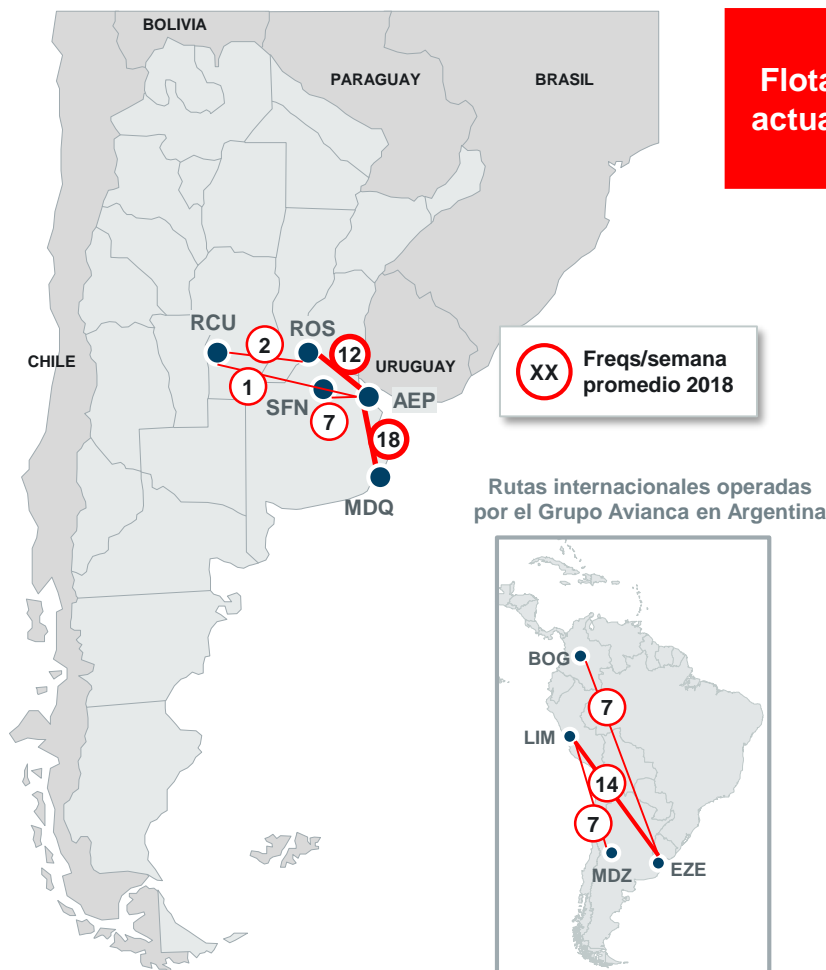 BOLIVIA
PARAGUAY
BRASIL
Flota
actua
RCU
ROS
2
12
CHILE
URUGUAY
1
SFN
AEP
7
18
MDQ
XX
Freqs/semana
promedio 2018
Rutas internacionales operadas
por el Grupo Avianca en Argentina
BOG
7
LIM
14
7
MDZ
EZE